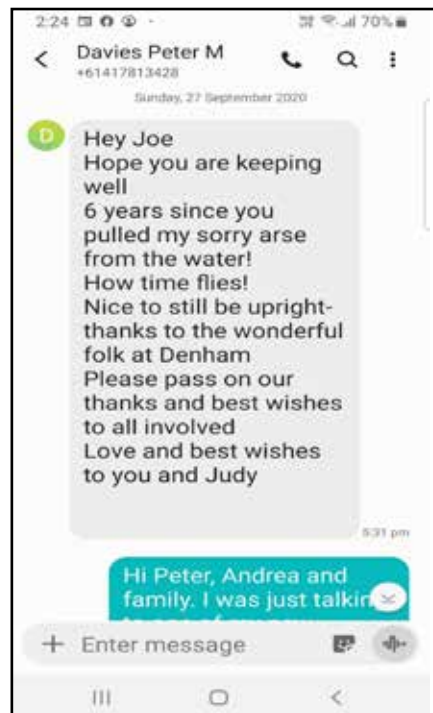 2:24
70%
Davies Peter M
+61417813428
Sunday, 27 September 2020
D
Hey Joe
Hope you are keeping
well
6 years since you
pulled my sorry arse
from the water!
How time flies!
Nice to still be upright-
thanks to the wonderful
folk at Denham
Please pass on our
thanks and best wishes
to all involved
Love and best wishes
to you and Judy
5:31 pm
Hi Peter, Andrea and
family. I was just talkin
Enter message